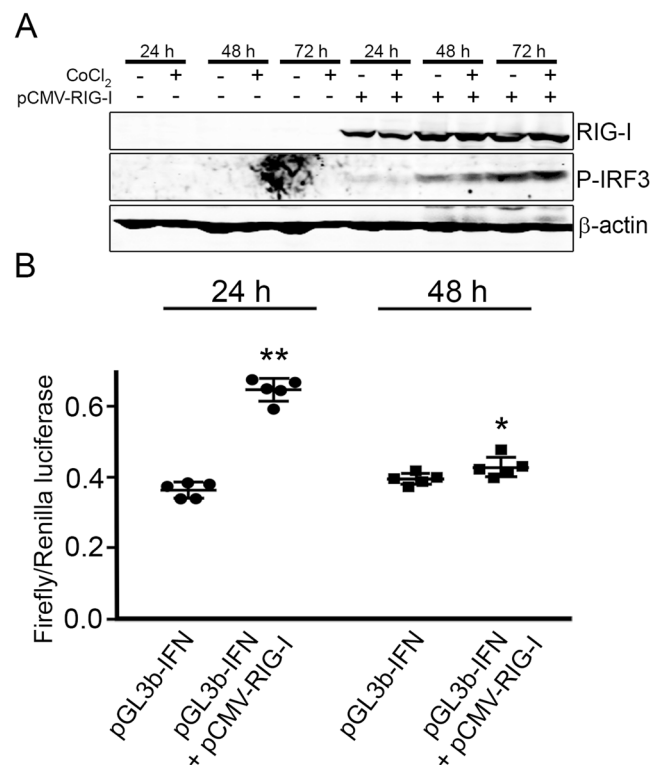 A
24 h 48 h 72 h 24 h 48 h 72 h
CoCl2 - + - + - + - + - + - +
pCMV-RIG-I - - - - - - + + + + + +
RIG-I
P-IRF3
β-actin
B
24 h 48 h
** *
Firefly/Renilla luciferase
0.6
0.4
0.2
0.0
pGL3b-IFN
pGL3b-IFN
+ pCMV-RIG-I
pGL3b-IFN
pGL3b-IFN
+ pCMV-RIG-I